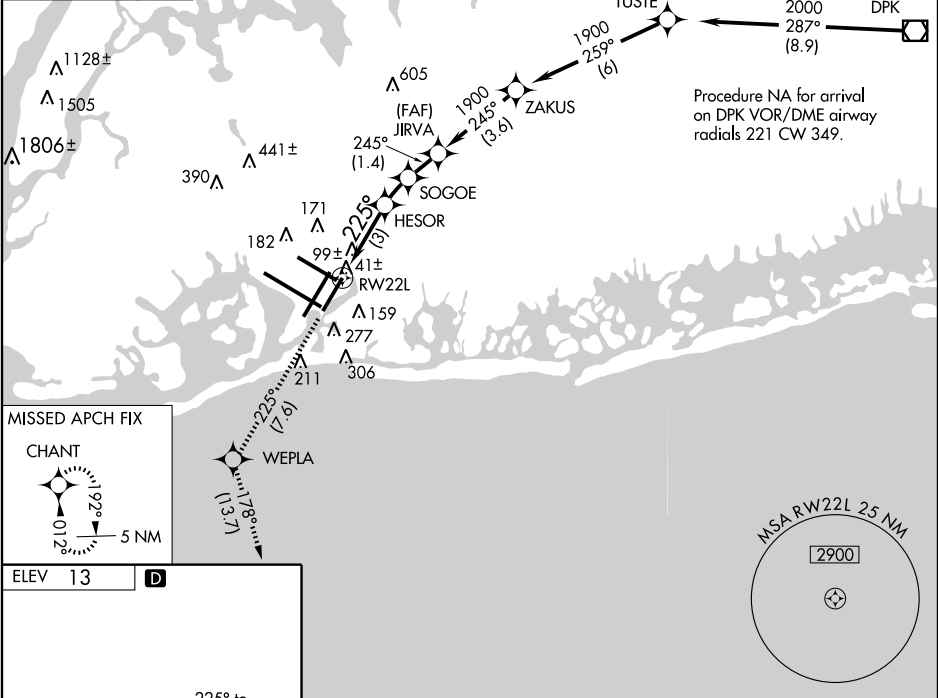 TUSTE
2000
287°
(8.9)
DPK
1900
259°
(6)
ZAKUS
Procedure NA for arrival
on DPK VOR/DME airway
radials 221 CW 349.
1128±
1505
1806±
605
(FAF)
JIRVA
1900
245°
(3.6)
245°
(1.4)
441±
390
SOGOE
HESOR
171
182
225°
(3)
99±
41±
RW22L
159
277
306
211
225°
(7.6)
WEPLA
178°
(13.7)
MISSED APCH FIX
CHANT
192°
012°
5 NM
MSA RW22L 25 NM
2900
ELEV 13
D